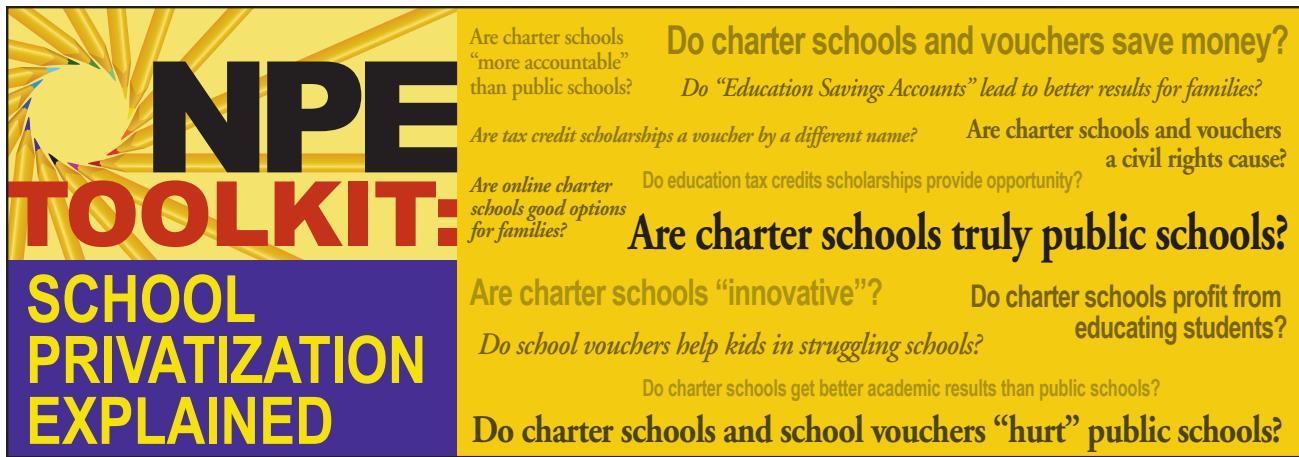 NPE
TOOLKIT:
SCHOOL
PRIVATIZATION
EXPLAINED
Are charter schools
“more accountable”
than public schools?
Do charter schools and vouchers save money?
Do “Education Savings Accounts” lead to better results for families?
Are tax credit scholarships a voucher by a different name?
Are charter schools and vouchers
a civil rights cause?
Are online charter
schools good options
for families?
Do education tax credits scholarships provide opportunity?
Are charter schools truly public schools?
Are charter schools “innovative”?
Do charter schools profit from
educating students?
Do school vouchers help kids in struggling schools?
Do charter schools get better academic results than public schools?
Do charter schools and school vouchers “hurt” public schools?